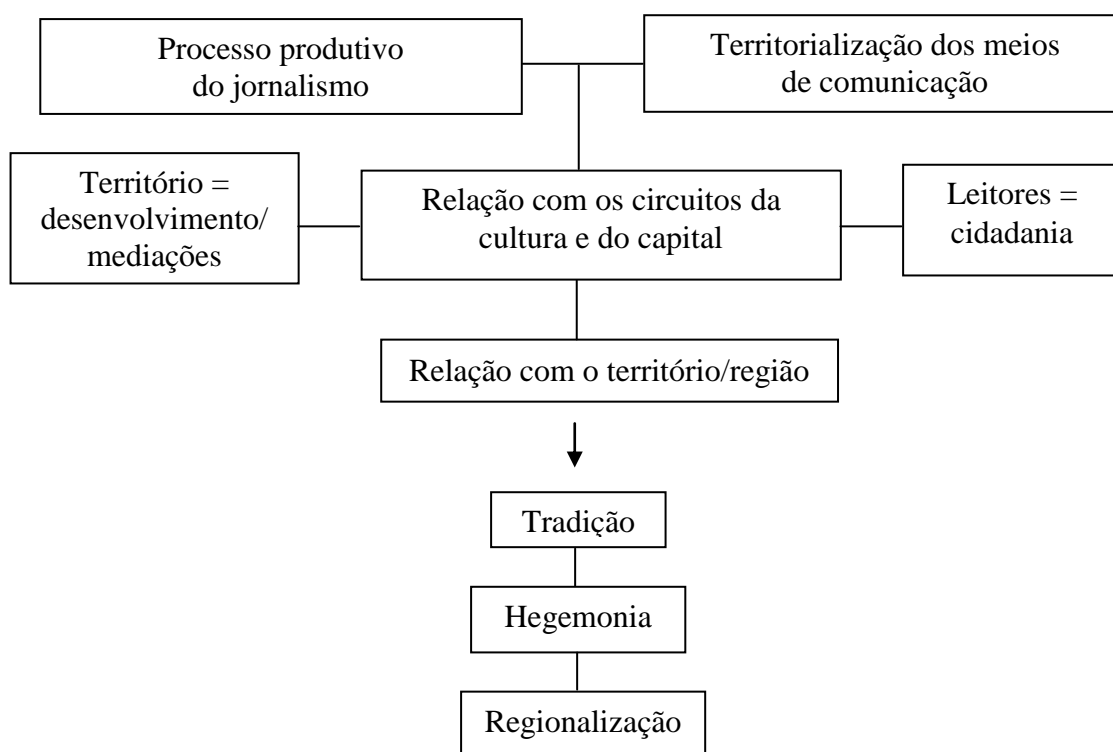 Processo produtivo
do jornalismo
Territorialização dos meios
de comunicação
Território =
desenvolvimento/
mediações
Relação com os circuitos da
cultura e do capital
Leitores =
cidadania
Relação com o território/região
Tradição
Hegemonia
Regionalização